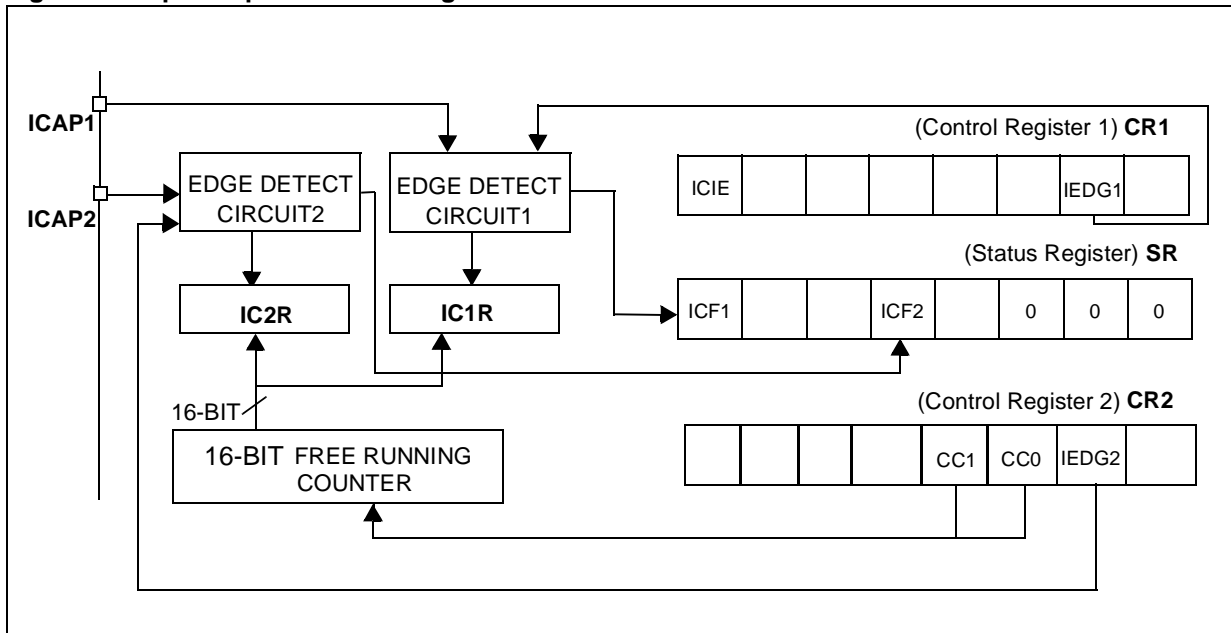 ICAP1
ICAP2
EDGE DETECT
CIRCUIT2
EDGE DETECT
CIRCUIT1
IC2R
IC1R
16-BIT
16-BIT FREE RUNNING
COUNTER
(Control Register 1) CR1
ICIE
IEDG1
(Status Register) SR
ICF1
ICF2
0
0
0
(Control Register 2) CR2
CC1
CC0
IEDG2